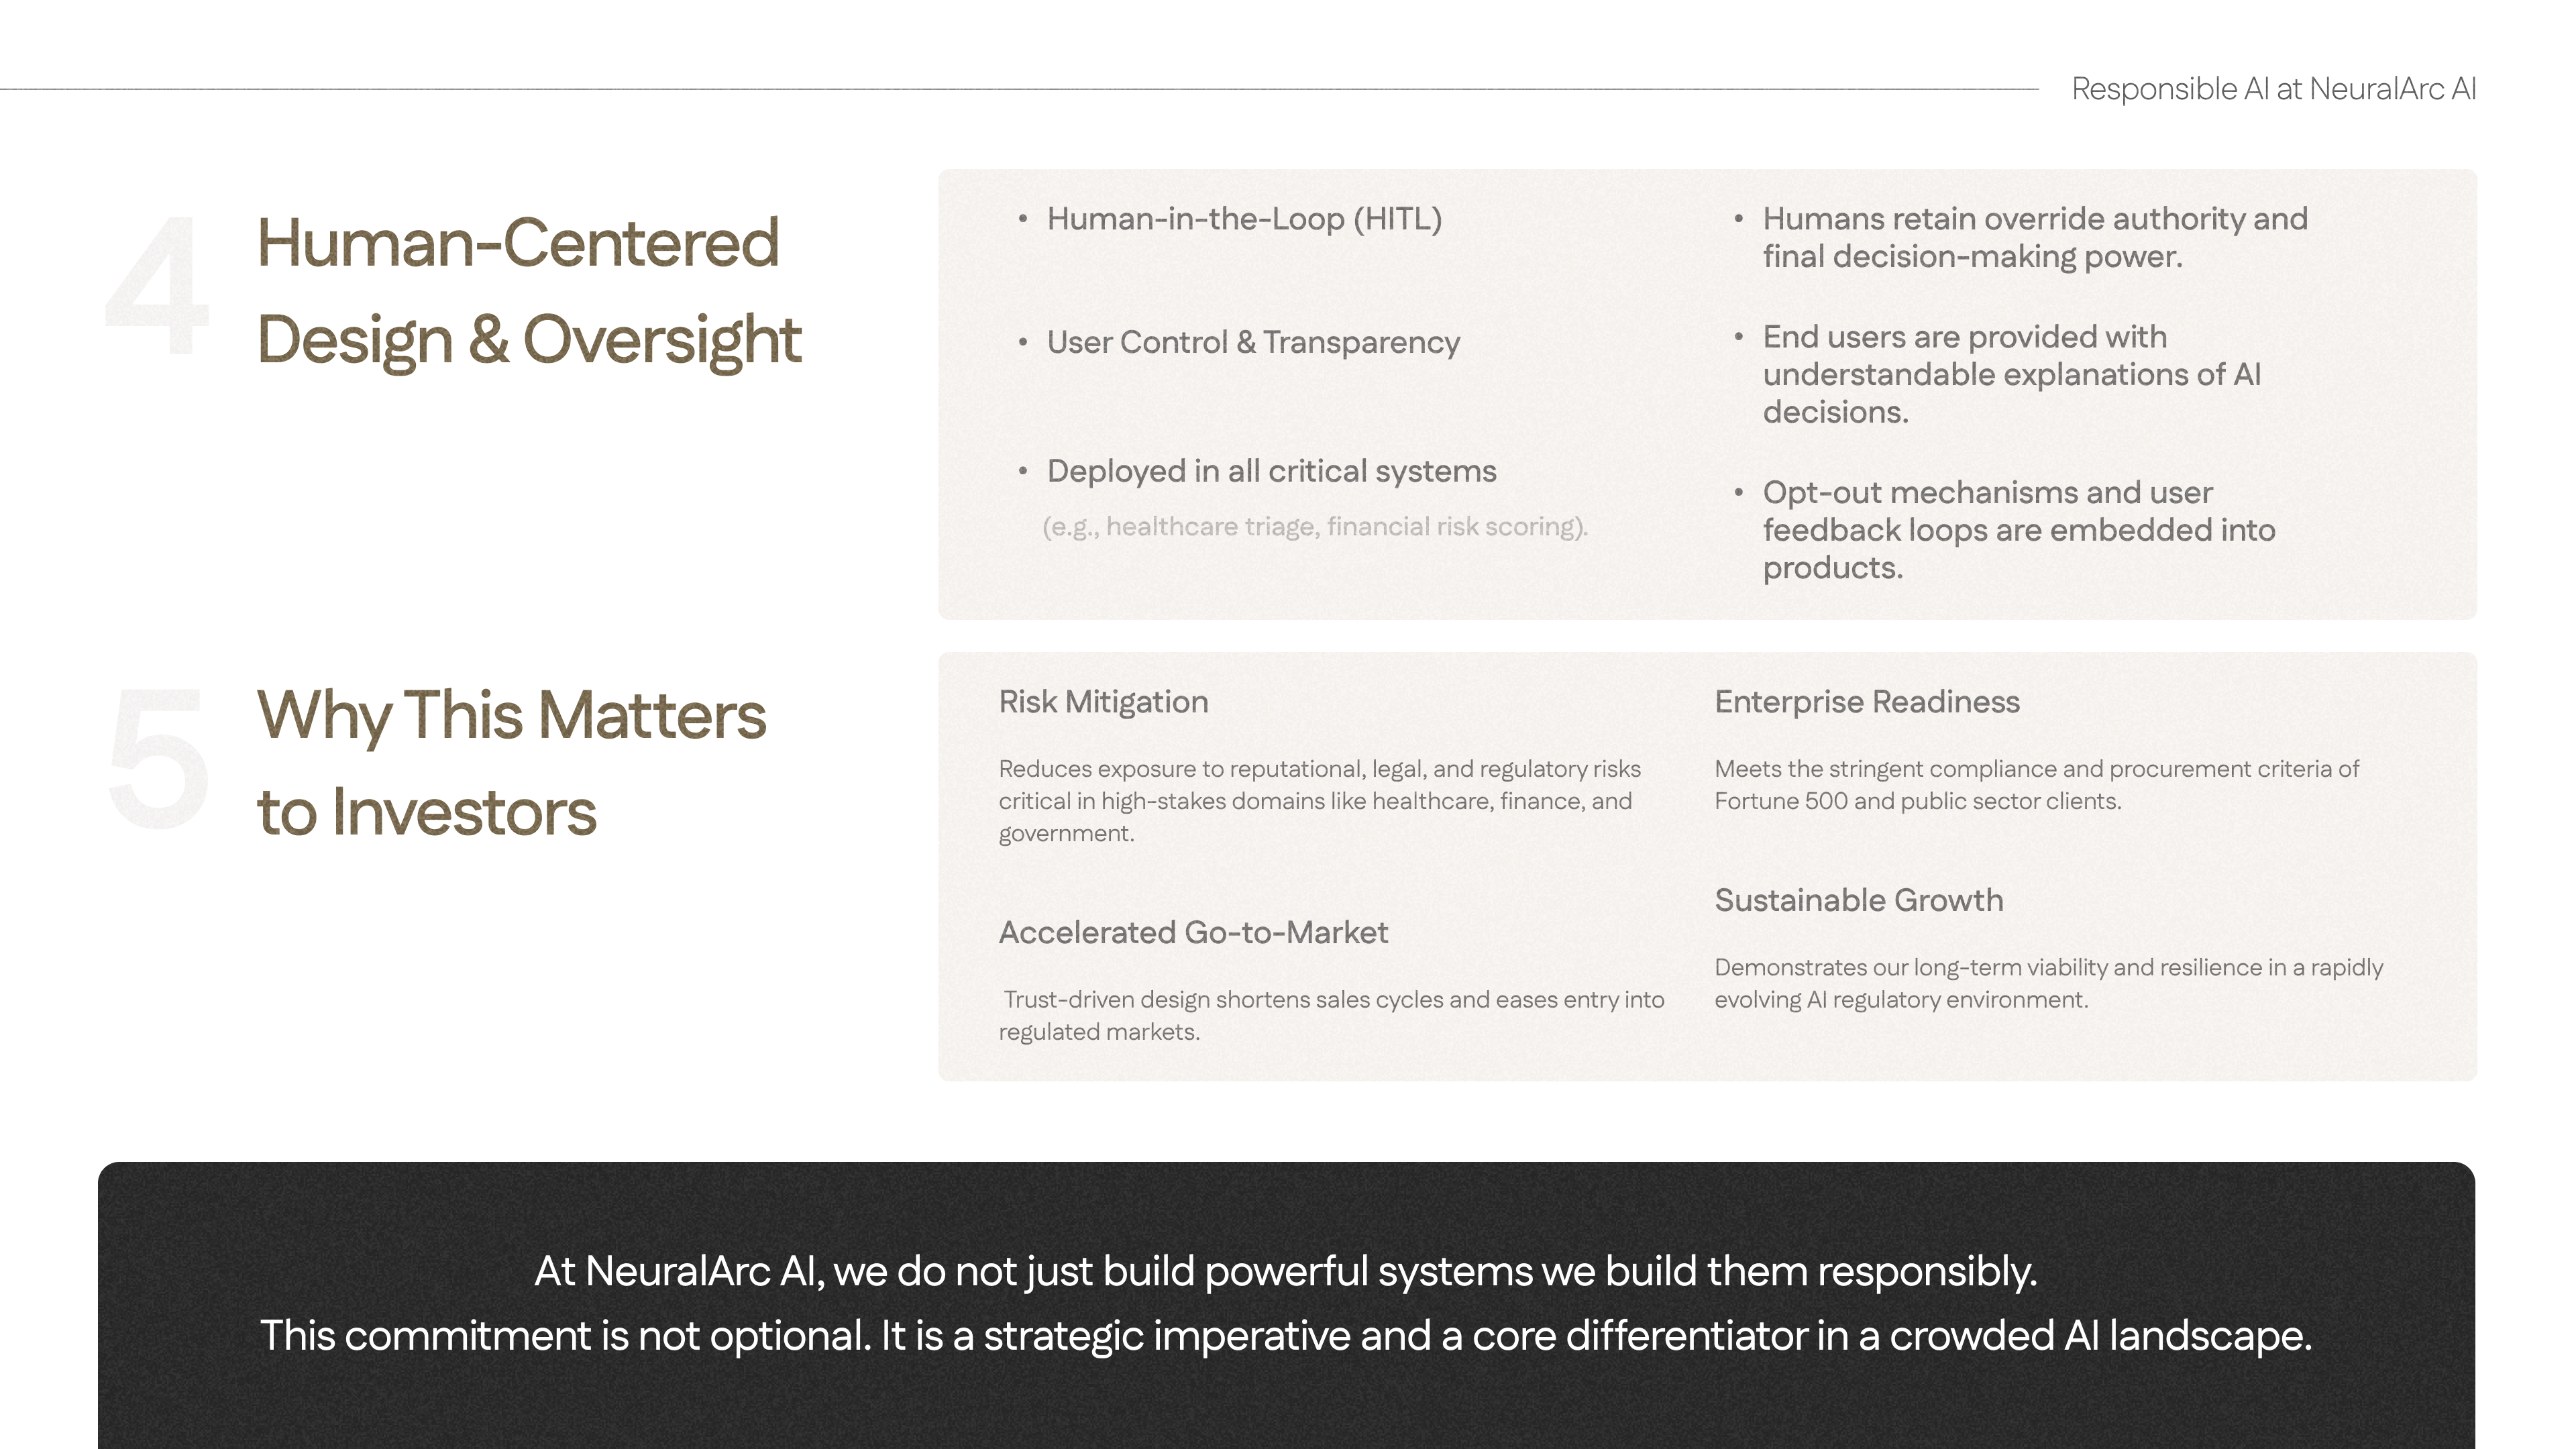 Responsible AI at NeuralArc AI
4
Human-Centered
Design & Oversight
• Human-in-the-Loop (HITL)
• User Control & Transparency
• Deployed in all critical systems
(e.g., healthcare triage, financial risk scoring).
• Humans retain override authority and
final decision-making power.
• End users are provided with
understandable explanations of AI
decisions.
• Opt-out mechanisms and user
feedback loops are embedded into
products.
5
Why This Matters
to Investors
Risk Mitigation
Reduces exposure to reputational, legal, and regulatory risks
critical in high-stakes domains like healthcare, finance, and
government.
Accelerated Go-to-Market
Trust-driven design shortens sales cycles and eases entry into
regulated markets.
Enterprise Readiness
Meets the stringent compliance and procurement criteria of
Fortune 500 and public sector clients.
Sustainable Growth
Demonstrates our long-term viability and resilience in a rapidly
evolving AI regulatory environment.
At NeuralArc AI, we do not just build powerful systems we build them responsibly.
This commitment is not optional. It is a strategic imperative and a core differentiator in a crowded AI landscape.